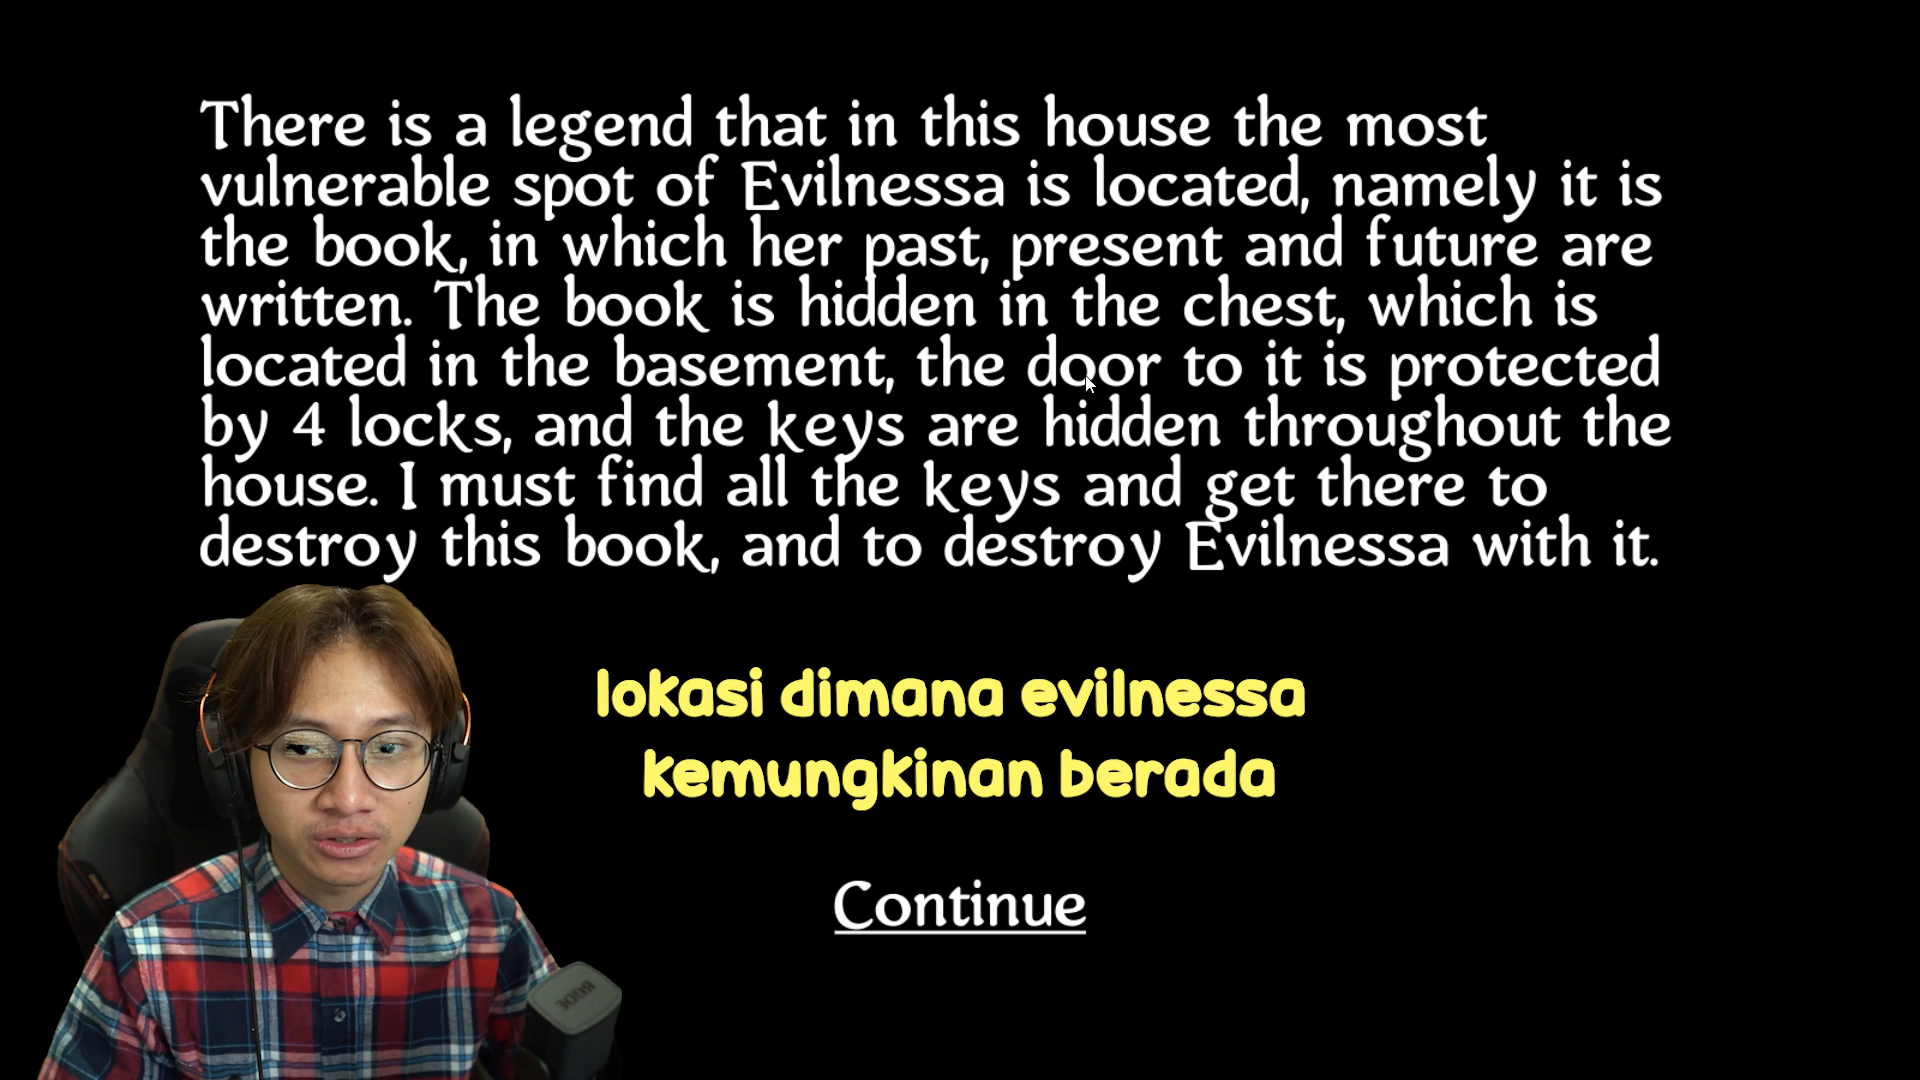 There is a legend that in this house the most
vulnerable spot of Evilnessa is located, namely it is
the book, in which her past, present and future are
written. The book is hidden in the chest, which is
located in the basement, the door to it is protected
by 4 locks, and the keys are hidden throughout the
house. I must find all the keys and get there to
destroy this book, and to destroy Evilnessa with it.
lokasi dimana evilnessa
kemungkinan berada
Continue
RODE